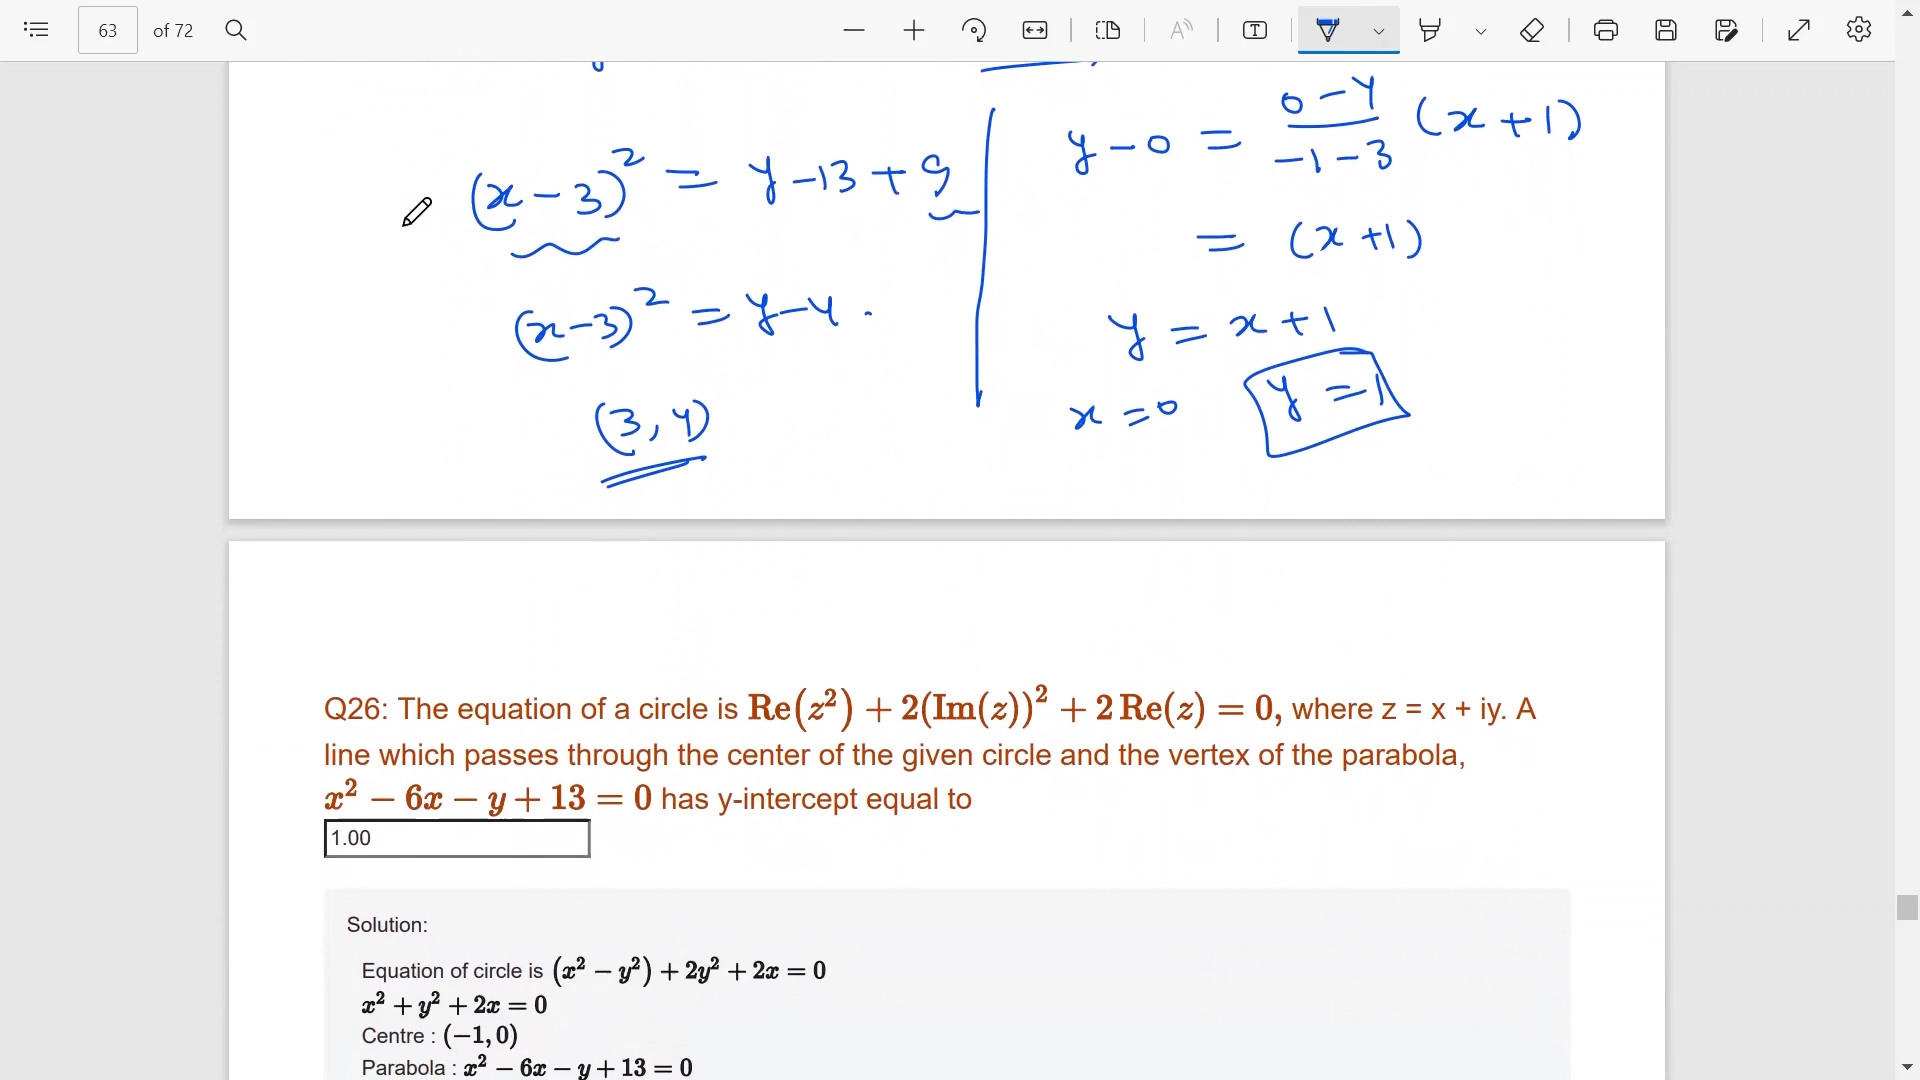 63 of 72
0 - 4
y - 0 = ― (x + 1)
-1 - 3
(x - 3)² = y - 13 + 9
= (x + 1)
(x - 3)² = y - 4 .
y = x + 1
x = 0 y = 1
(3, 4)
Q26: The equation of a circle is Re(z²) + 2(Im(z))² + 2 Re(z) = 0, where z = x + iy. A
line which passes through the center of the given circle and the vertex of the parabola,
x² − 6x − y + 13 = 0 has y-intercept equal to
1.00
Solution:
Equation of circle is (x² − y²) + 2y² + 2x = 0
x² + y² + 2x = 0
Centre : (−1, 0)
Parabola : x² − 6x − y + 13 = 0